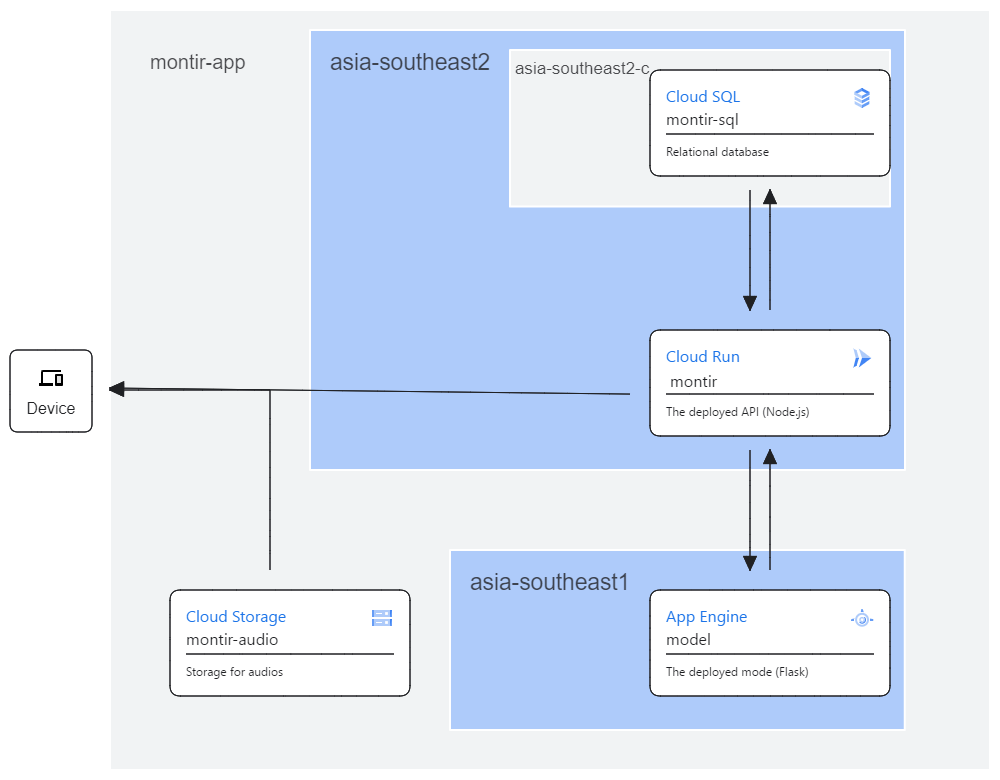 montir-app
asia-southeast2
asia-southeast2-c
Cloud SQL
montir-sql
Relational database
Cloud Run
montir
The deployed API (Node.js)
Device
asia-southeast1
Cloud Storage
montir-audio
Storage for audios
App Engine
model
The deployed mode (Flask)